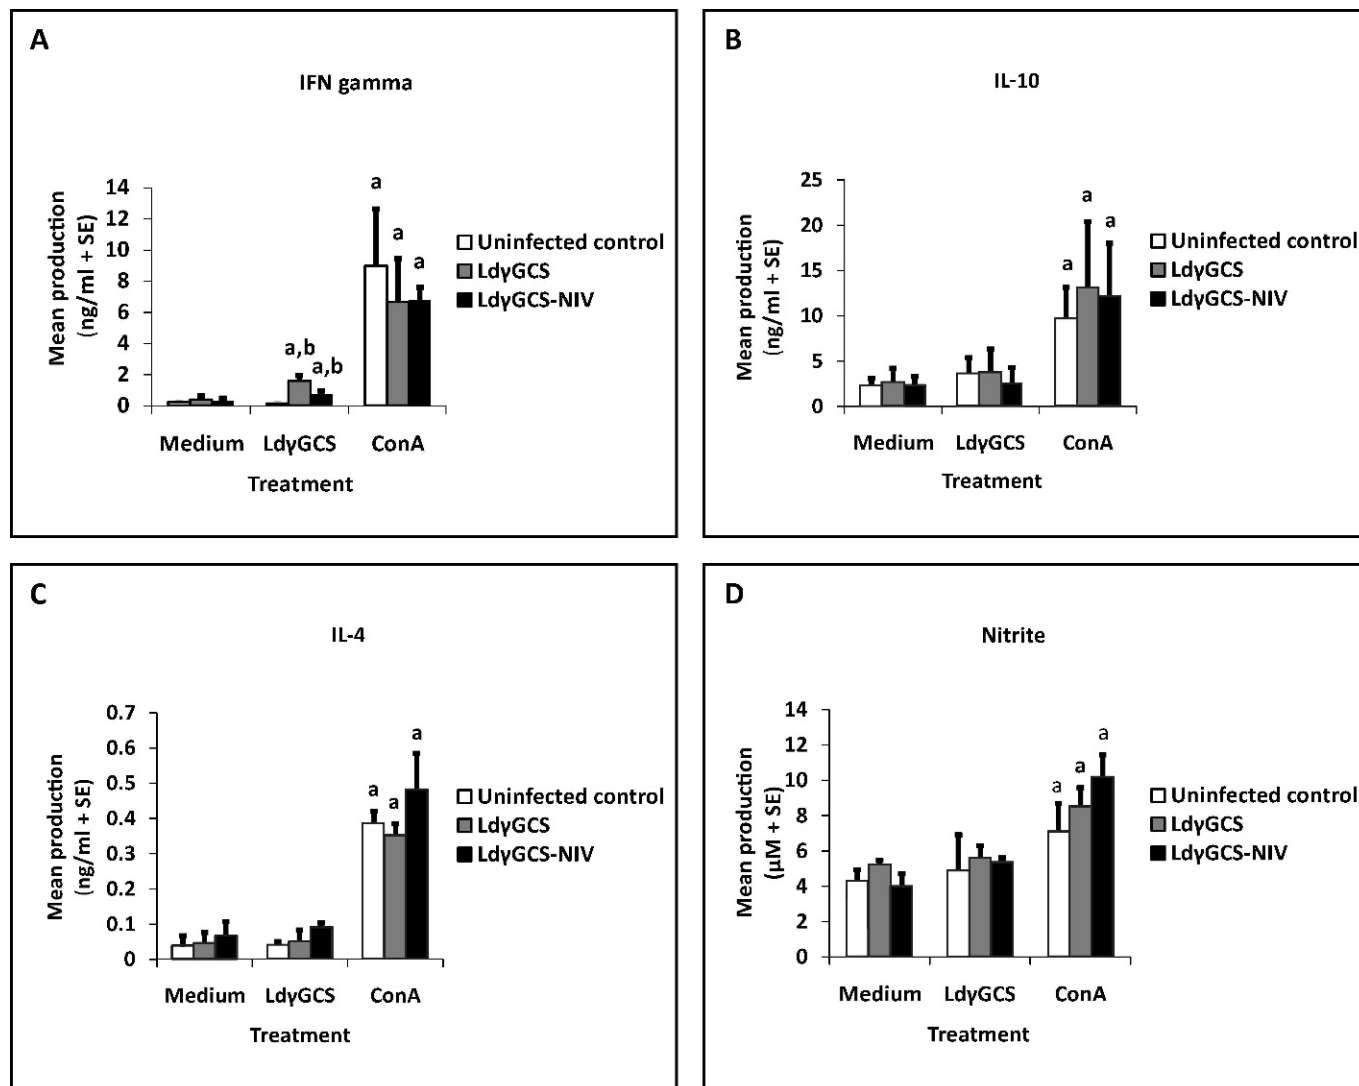 A
IFN gamma
Mean production
(ng/ml + SE)
14
12
10
8
6
4
2
0
a,b
a,b
a
a
a
Medium
LdγGCS
ConA
Treatment
Uninfected control
LdγGCS
LdγGCS-NIV
B
IL-10
Mean production
(ng/ml + SE)
25
20
15
10
5
0
a
a
a
Medium
LdγGCS
ConA
Treatment
Uninfected control
LdγGCS
LdγGCS-NIV
C
IL-4
Mean production
(ng/ml + SE)
0.7
0.6
0.5
0.4
0.3
0.2
0.1
0
a
a
a
Medium
LdγGCS
ConA
Treatment
Uninfected control
LdγGCS
LdγGCS-NIV
D
Nitrite
Mean production
(µM + SE)
14
12
10
8
6
4
2
0
a
a
a
Medium
LdγGCS
ConA
Treatment
Uninfected control
LdγGCS
LdγGCS-NIV